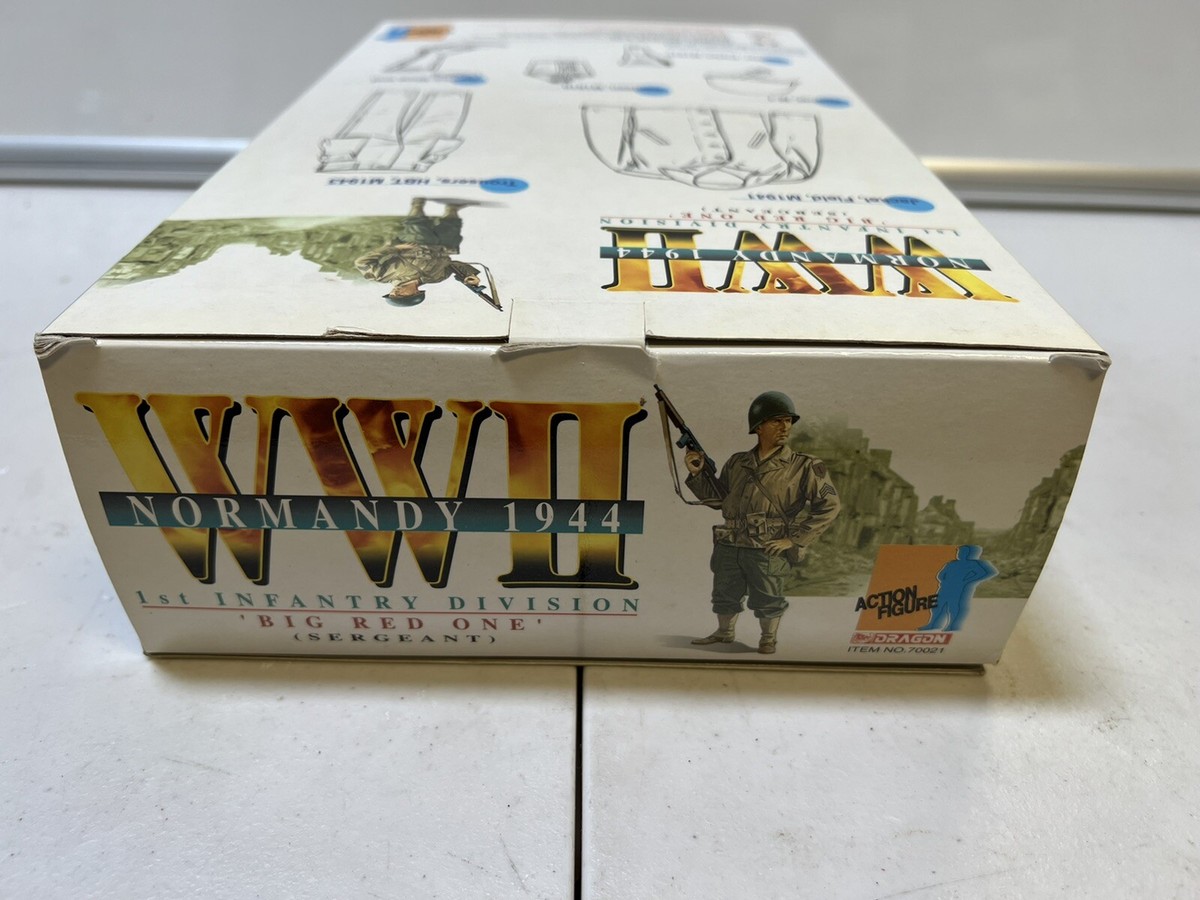 Trousers, HBT, M1943
Jacket, Field, M1941
'BIG RED ONE'
(SERGEANT)
1st INFANTRY DIVISION
WWII
NORMANDY 1944
WWII
NORMANDY 1944
1st INFANTRY DIVISION
'BIG RED ONE'
(SERGEANT)
ACTION
FIGURE
DRAGON
ITEM NO. 70021